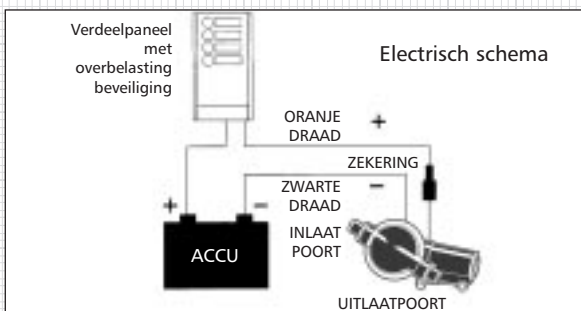 Verdeelpaneel
met
overbelasting
beveiliging
Electrisch schema
ORANJE
DRAAD
+
ZEKERING
ZWARTE
DRAAD
–
+
–
ACCU
INLAAT
POORT
UITLAATPOORT